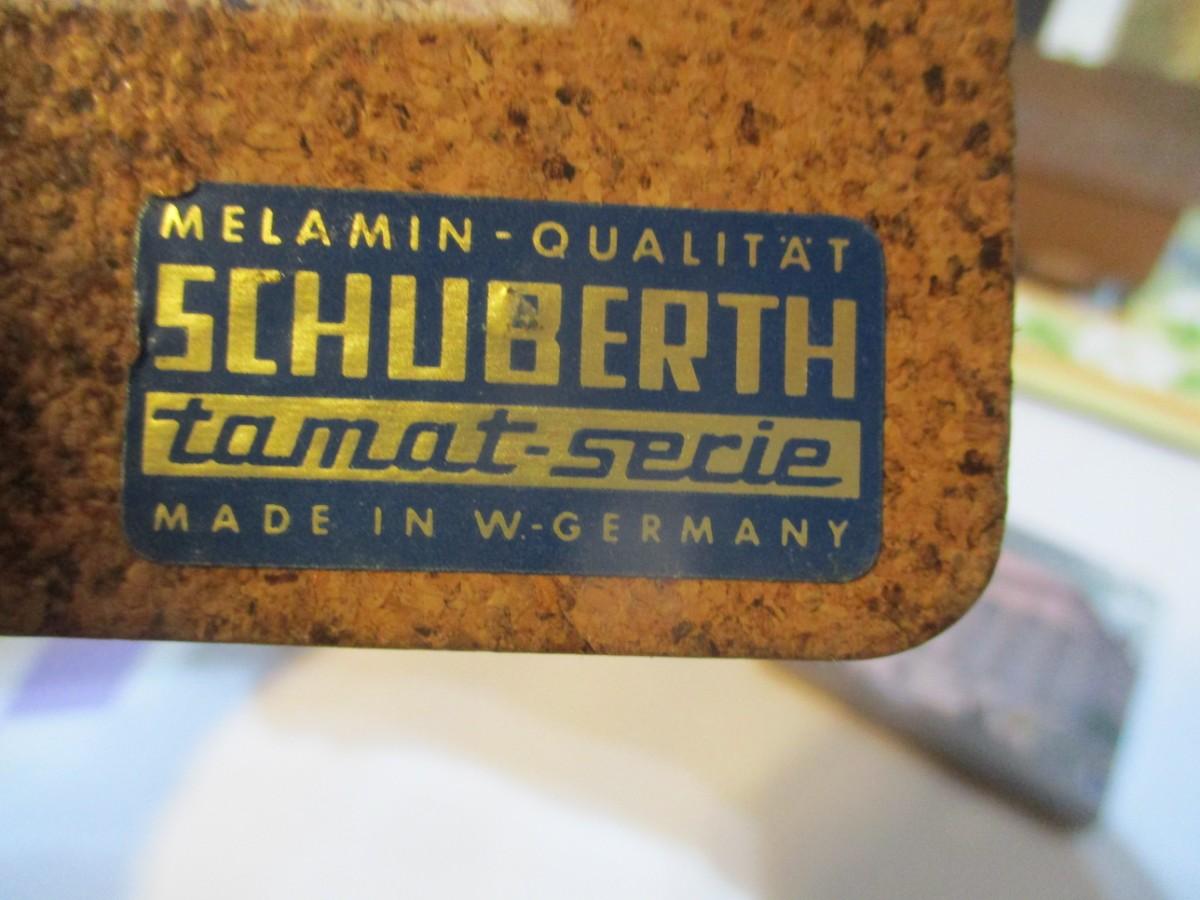 MELAMIN-QUALITÄT
SCHUBERTH
tamat-serie
MADE IN W.-GERMANY